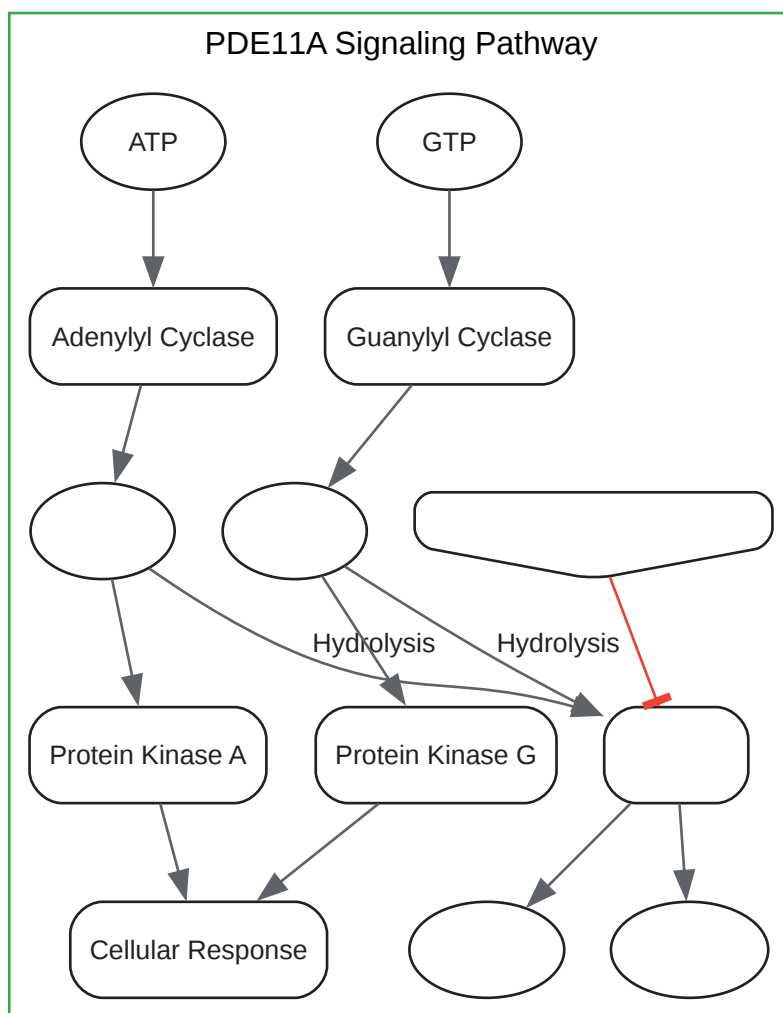 PDE11A Signaling Pathway
ATP
GTP
Adenylyl Cyclase
Guanylyl Cyclase
Hydrolysis
Hydrolysis
Protein Kinase A
Protein Kinase G
Cellular Response